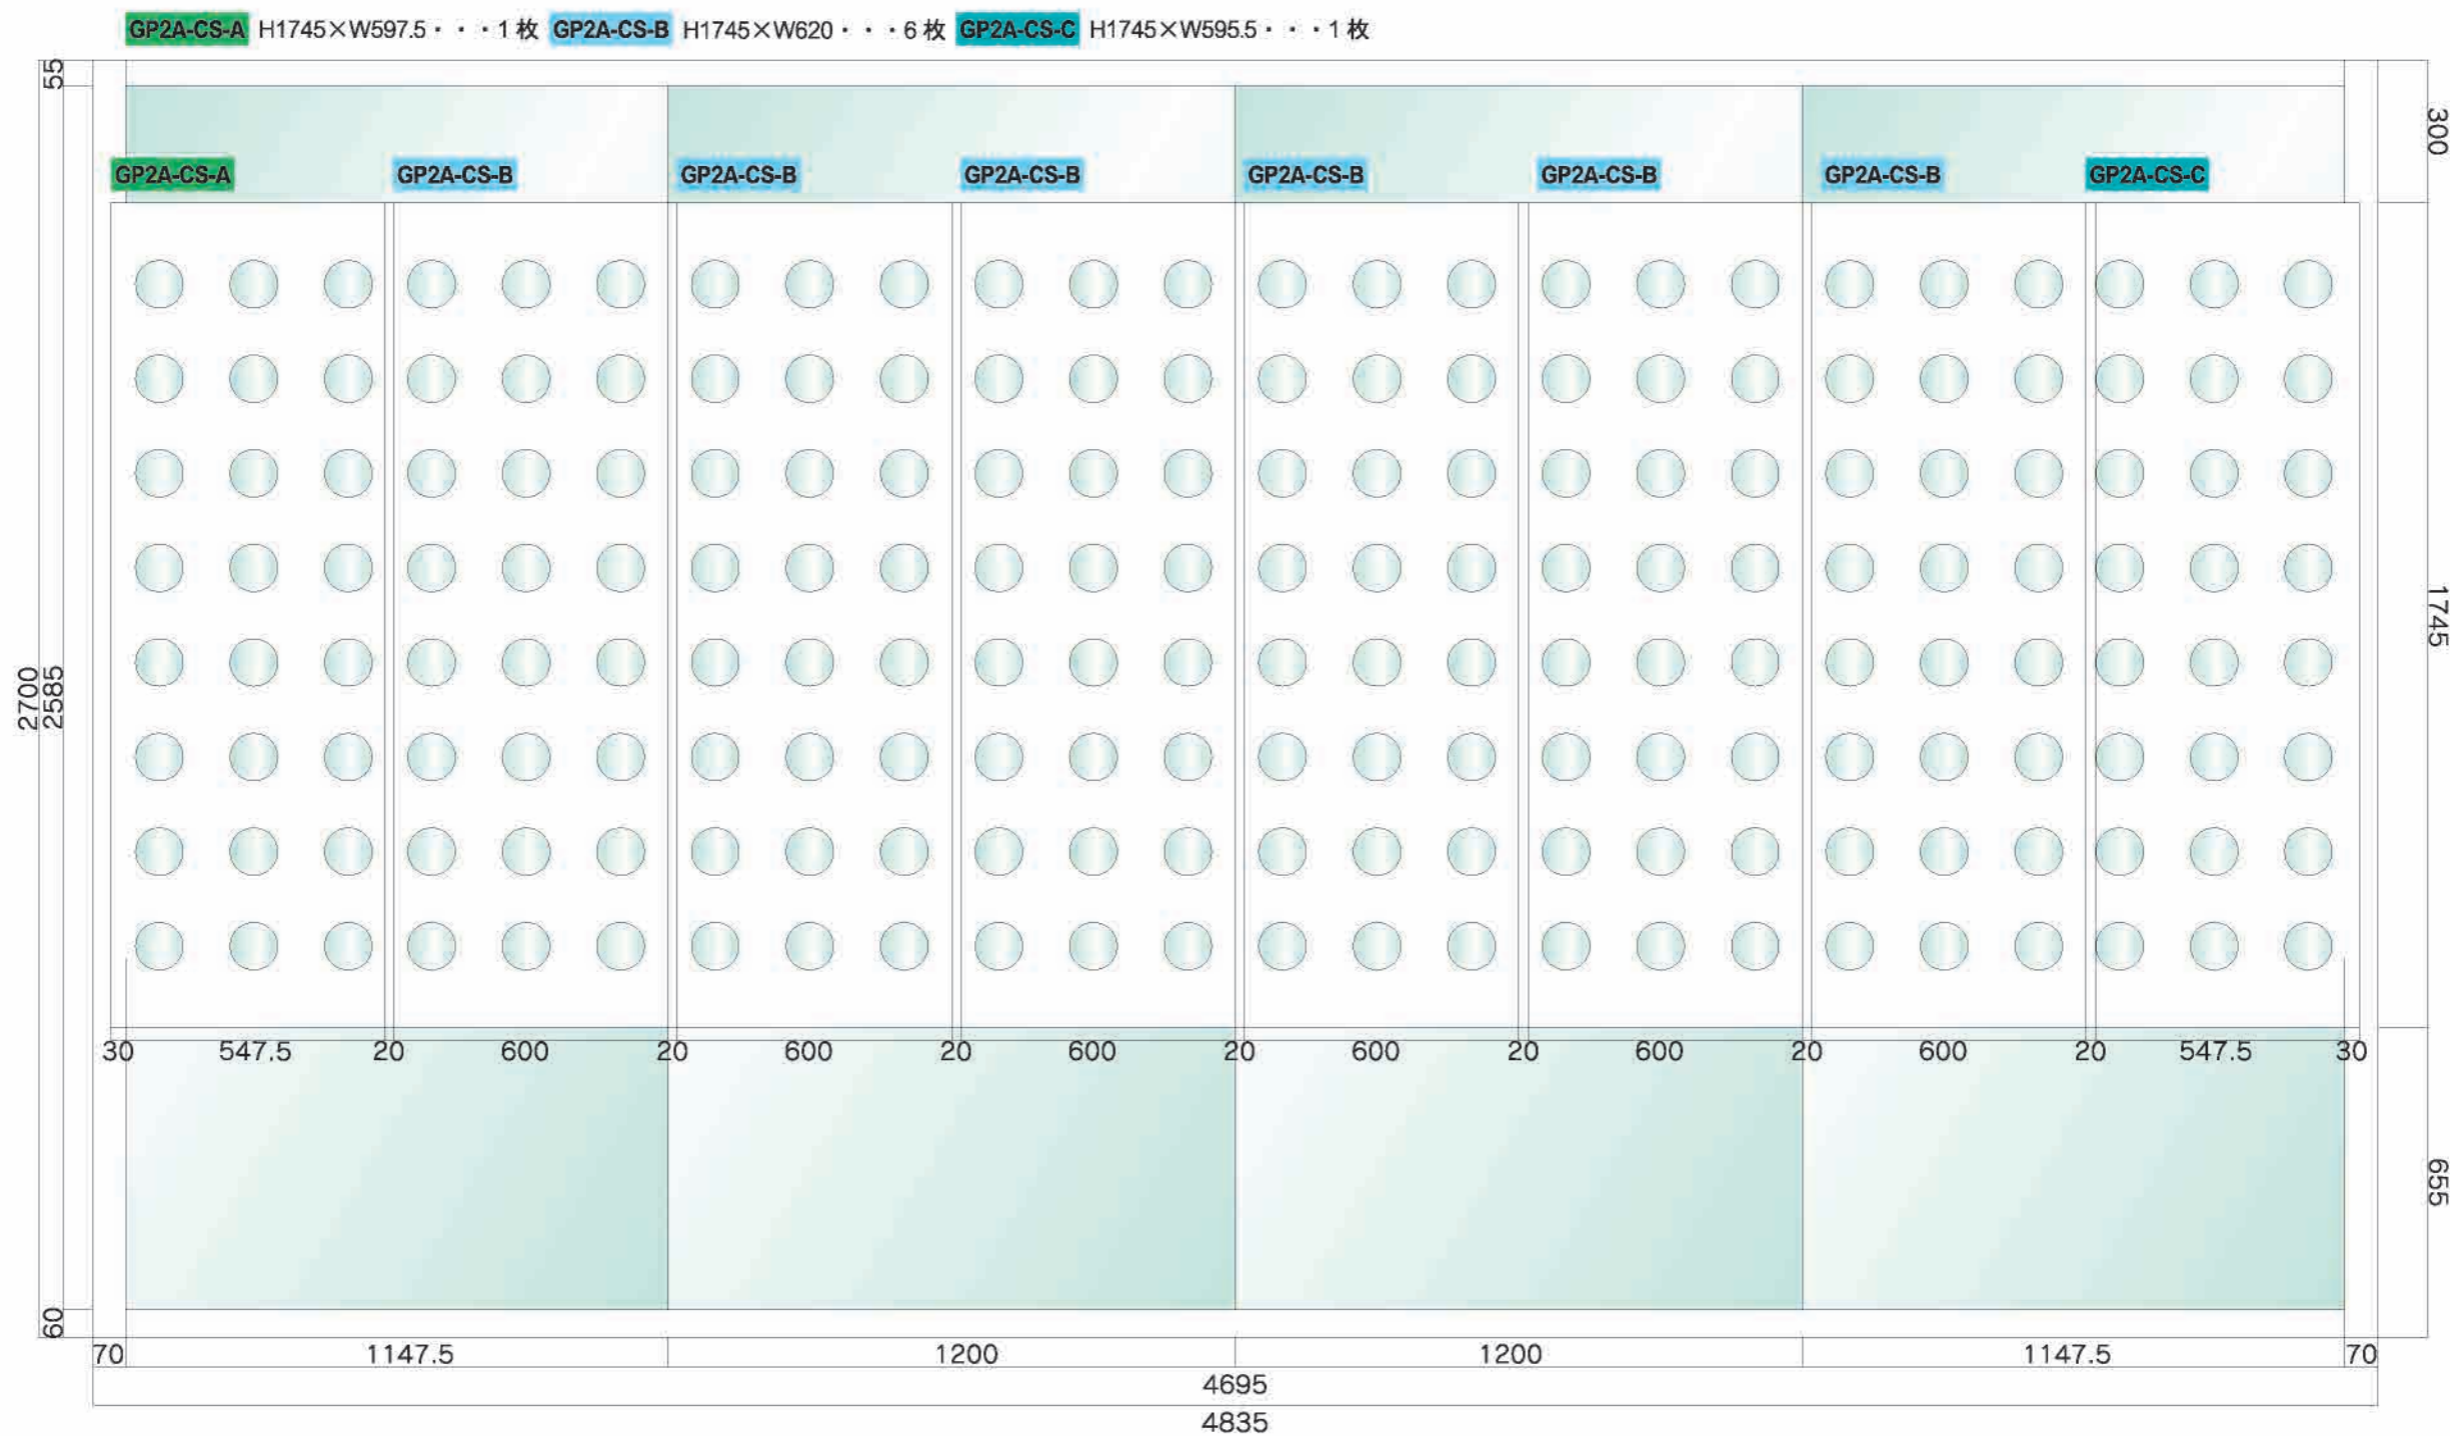 GP2A-CS-A H1745×W597.5・・・1枚 GP2A-CS-B H1745×W620・・・6枚 GP2A-CS-C H1745×W595.5・・・1枚
55
300
GP2A-CS-A GP2A-CS-B GP2A-CS-B GP2A-CS-B GP2A-CS-B GP2A-CS-B GP2A-CS-B GP2A-CS-C
2700
2585
1745
30 547.5 20 600 20 600 20 600 20 600 20 600 20 600 20 547.5 30
655
60
70 1147.5 1200 1200 1147.5 70
4695
4835